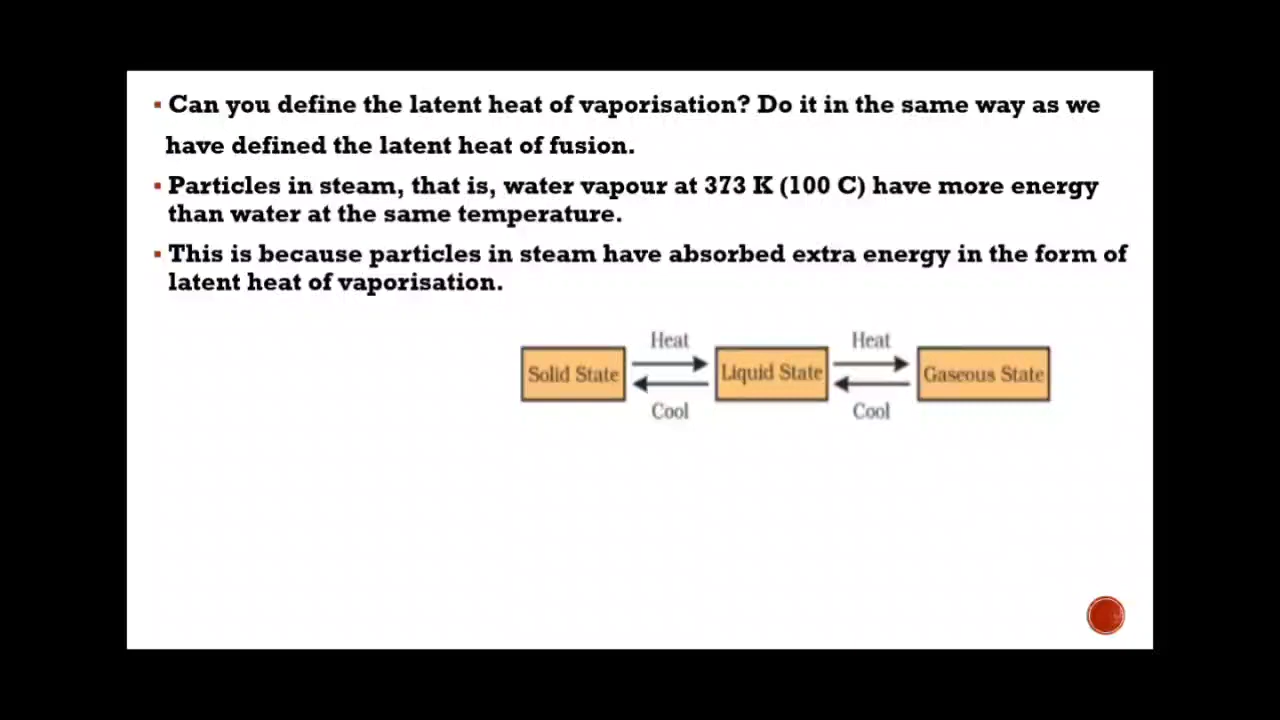 Can you define the latent heat of vaporisation? Do it in the same way as we
have defined the latent heat of fusion.
Particles in steam, that is, water vapour at 373 K (100 C) have more energy
than water at the same temperature.
This is because particles in steam have absorbed extra energy in the form of
latent heat of vaporisation.
Heat
Heat
Solid State
Liquid State
Gaseous State
Cool
Cool